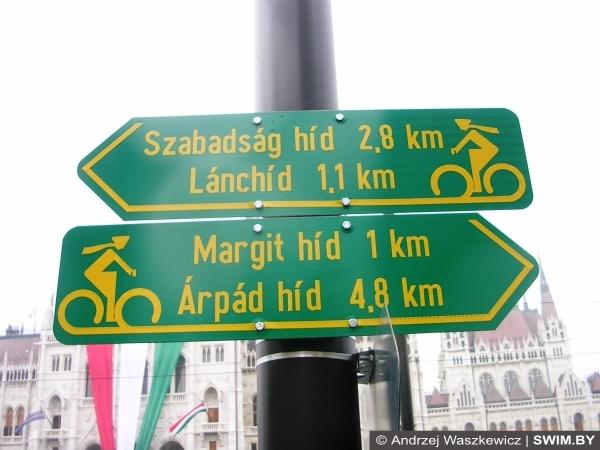 Szabadság híd 2,8 km
Lánchíd 1,1 km
Margit híd 1 km
Árpád híd 4,8 km
© Andrzej Waszkewicz | SWIM.BY